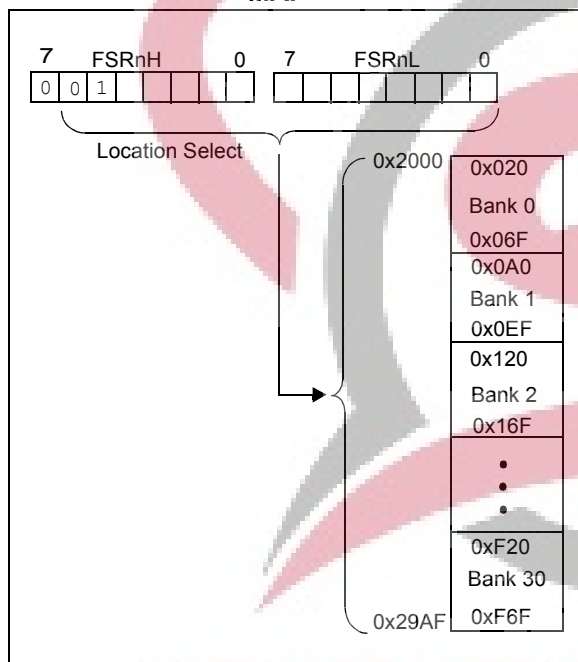 7 FSRnH 0 7 FSRnL 0
0 0 1
Location Select
0x2000
0x020
Bank 0
0x06F
0x0A0
Bank 1
0x0EF
0x120
Bank 2
0x16F
0xF20
Bank 30
0xF6F
0x29AF